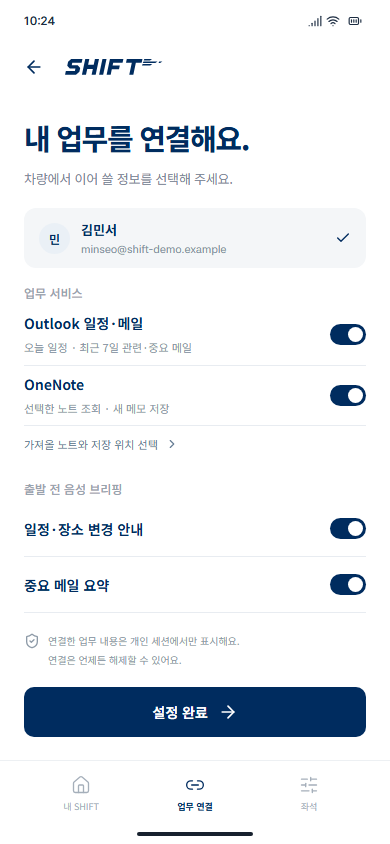 10:24
SHIFT
내 업무를 연결해요.
차량에서 이어 쓸 정보를 선택해 주세요.
민
김민서
minseo@shift-demo.example
업무 서비스
Outlook 일정·메일
오늘 일정 · 최근 7일 관련·중요 메일
OneNote
선택한 노트 조회 · 새 메모 저장
가져올 노트와 저장 위치 선택
출발 전 음성 브리핑
일정·장소 변경 안내
중요 메일 요약
연결한 업무 내용은 개인 세션에서만 표시해요.
연결은 언제든 해제할 수 있어요.
설정 완료
내 SHIFT
업무 연결
좌석